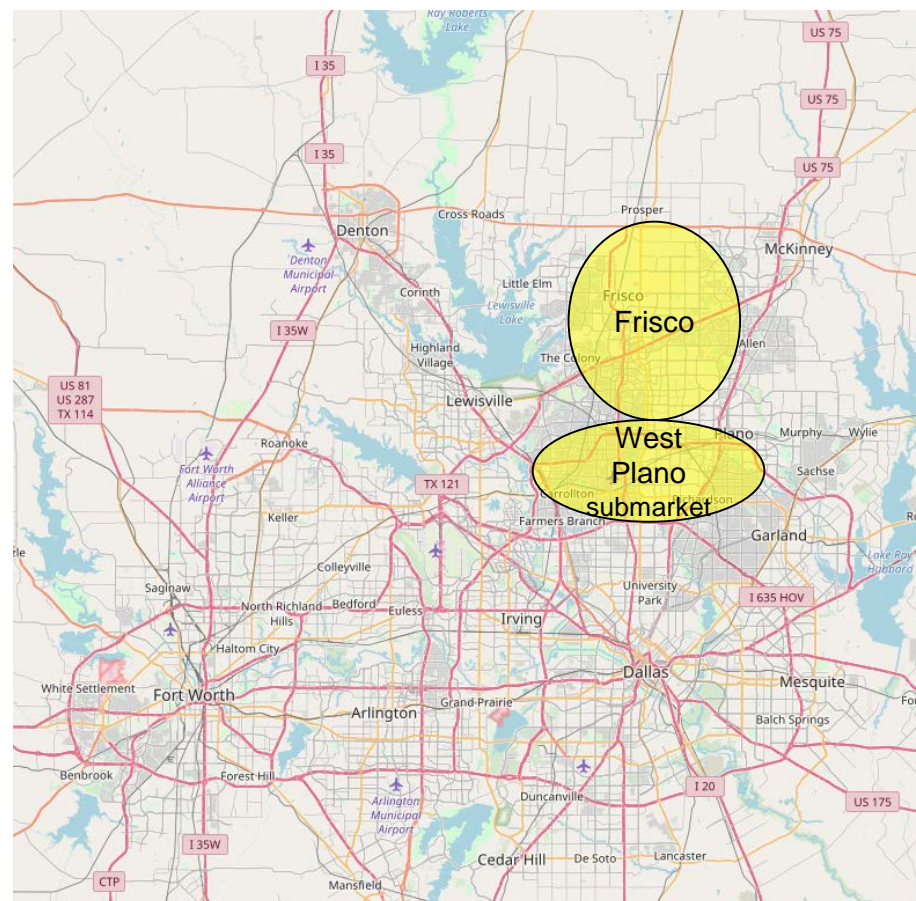 Ray Roberts
Lake
US 75
I 35
US 75
I 35
US 75
Cross Roads
Prosper
Denton
McKinney
Denton
Municipal
Airport
Little Elm
Corinth
Frisco
Lewisville
Lake
Frisco
I 35W
Highland
Village
The Colony
Allen
US 81
US 287
TX 114
Lewisville
West
Plano
submarket
Plano
Murphy
Wylie
Roanoke
Fort Worth
Alliance
Airport
TX 121
Sachse
Carrollton
Richardson
Keller
Farmers Branch
Garland
Lake Ray
Hubbard
Colleyville
Saginaw
University
Park
I 635 HOV
North Richland
Hills
Bedford
Euless
Irving
Haltom City
Dallas
White Settlement
Fort Worth
Mesquite
Arlington
Grand Prairie
Balch Springs
Benbrook
Forest Hill
I 20
Arlington
Municipal
Airport
Duncanville
US 175
I 35W
Cedar Hill
De Soto
Lancaster
CTP
Mansfield